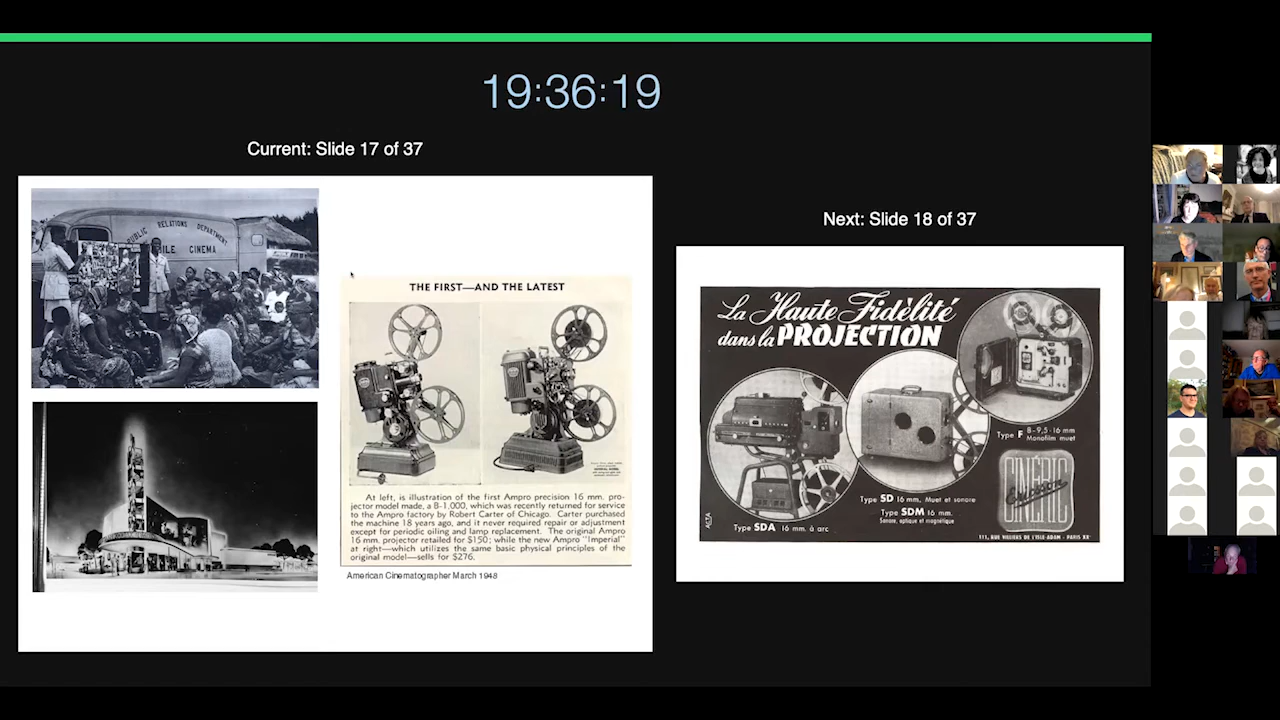 19:36:19
Current: Slide 17 of 37
Next: Slide 18 of 37
PUBLIC RELATIONS DEPARTMENT
MOBILE CINEMA
THE FIRST—AND THE LATEST
At left, is illustration of the first Ampro precision 16 mm. pro-
jector model made, a B-1,000, which was recently returned for service
to the Ampro factory by Robert Carter of Chicago. Carter purchased
the machine 18 years ago, and it never required repair or adjustment
except for periodic oiling and lamp replacement. The original Ampro
16 mm. projector retailed for $150; while the new Ampro "Imperial"
at right—which utilizes the same basic physical principles of the
original model—sells for $276.
American Cinematographer March 1948
La Haute Fidélité
dans la PROJECTION
Type F 8-9,5-16 mm
Monofilm muet
Type SD 16 mm, Muet et sonore
Type SDM 16 mm.
Sonore, optique et magnétique
Type SDA 16 mm. à arc
ALTA
CINÉRIC
Ericsson
111, RUE VILLIERS DE L'ISLE-ADAM - PARIS XXe